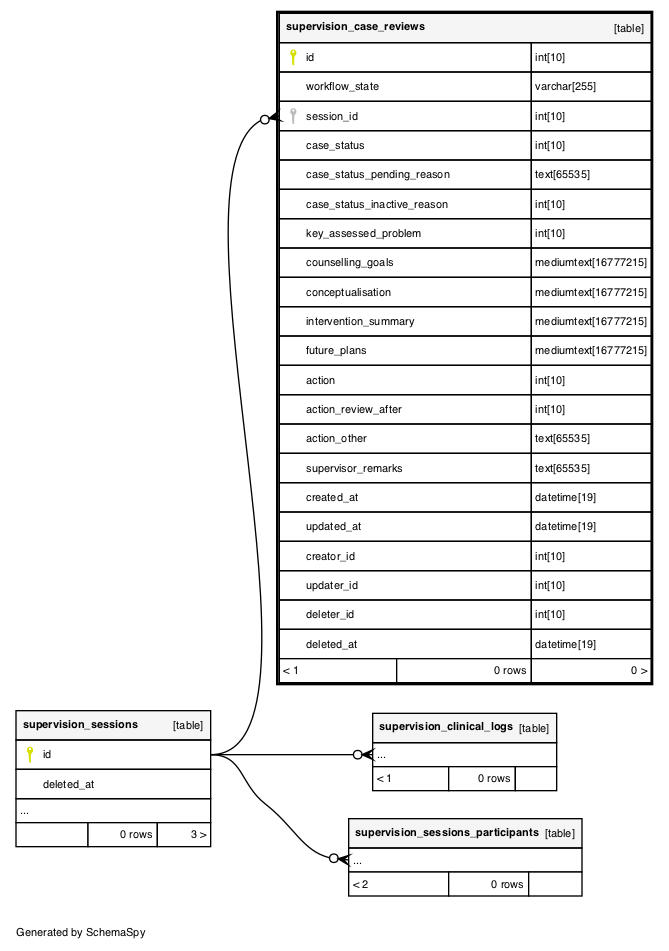 supervision_case_reviews [table]
id int[10]
workflow_state varchar[255]
session_id int[10]
case_status int[10]
case_status_pending_reason text[65535]
case_status_inactive_reason int[10]
key_assessed_problem int[10]
counselling_goals mediumtext[16777215]
conceptualisation mediumtext[16777215]
intervention_summary mediumtext[16777215]
future_plans mediumtext[16777215]
action int[10]
action_review_after int[10]
action_other text[65535]
supervisor_remarks text[65535]
created_at datetime[19]
updated_at datetime[19]
creator_id int[10]
updater_id int[10]
deleter_id int[10]
deleted_at datetime[19]
< 1 0 rows 0 >
supervision_sessions [table]
id
deleted_at
...
0 rows 3 >
supervision_clinical_logs [table]
...
< 1 0 rows
supervision_sessions_participants [table]
...
< 2 0 rows
Generated by SchemaSpy